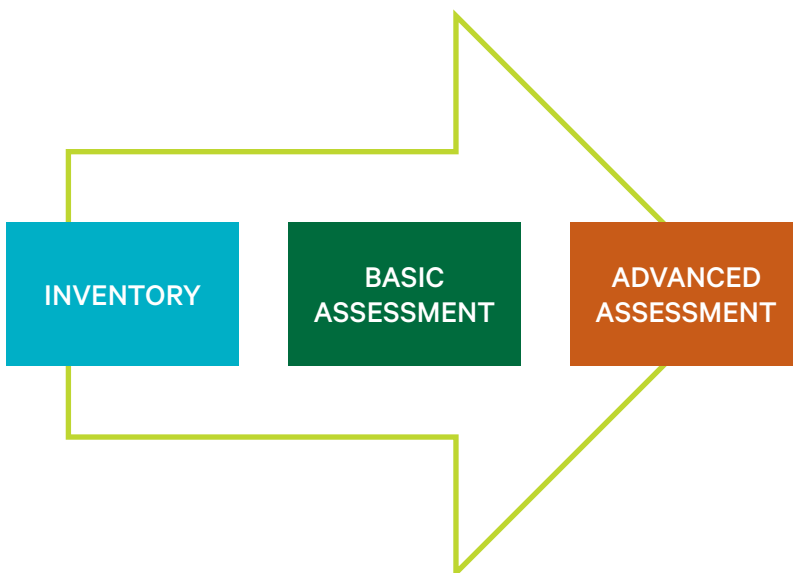 INVENTORY
BASIC
ASSESSMENT
ADVANCED
ASSESSMENT